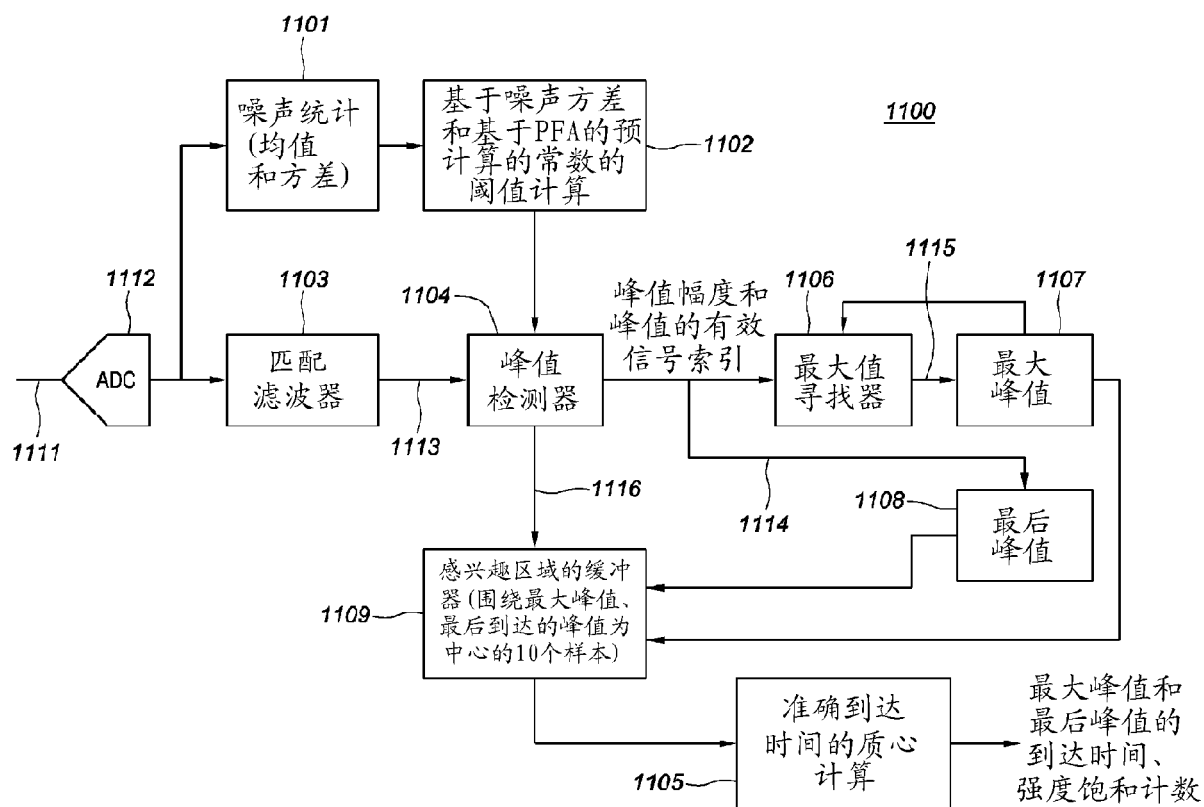 1101
噪声统计
(均值
和方差)
基于噪声方差
和基于PFA的预
计算的常数的
阈值计算
1102
1100
1112
ADC
1111
1103
匹配
滤波器
1113
1104
峰值
检测器
峰值幅度和
峰值的有效
信号索引
1106
最大值
寻找器
1115
1107
最大
峰值
1116
1114
1108
最后
峰值
1109
感兴趣区域的缓冲
器(围绕最大峰值、
最后到达的峰值为
中心的10个样本)
准确到达
时间的质心
计算
1105
最大峰值和
最后峰值的
到达时间、
强度饱和计数